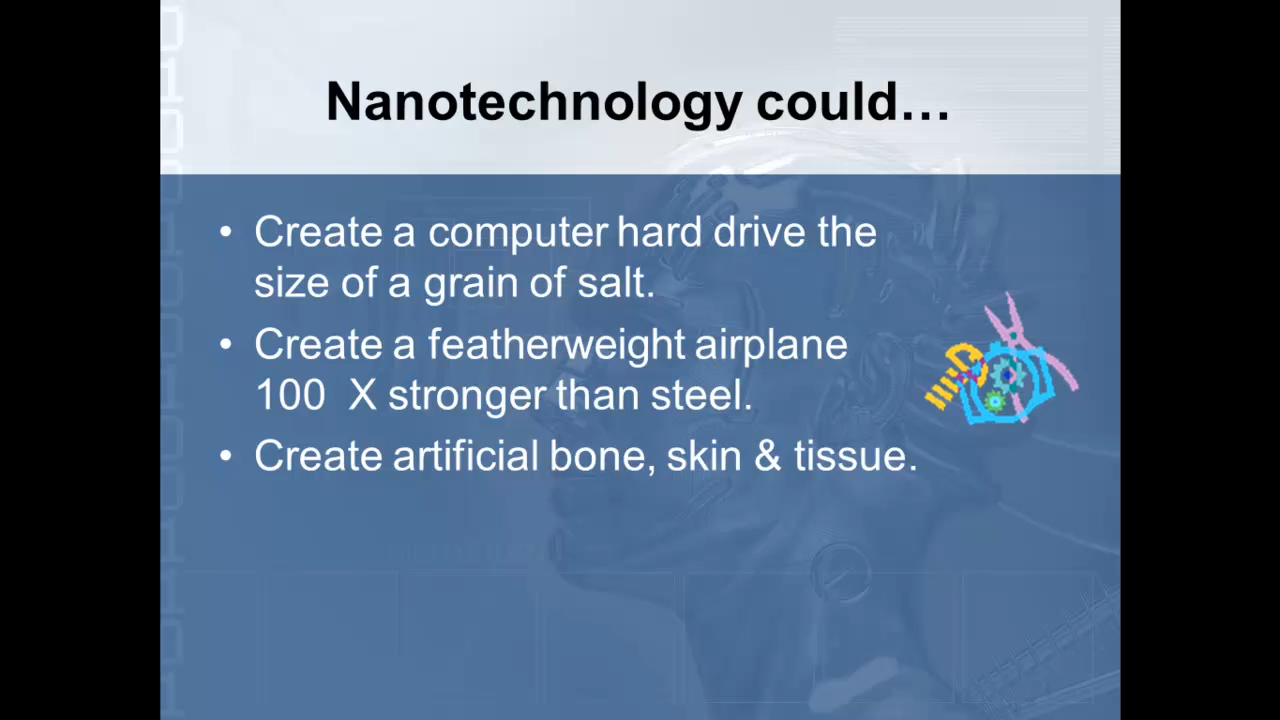 Nanotechnology could…
• Create a computer hard drive the
size of a grain of salt.
• Create a featherweight airplane
100  X stronger than steel.
• Create artificial bone, skin & tissue.